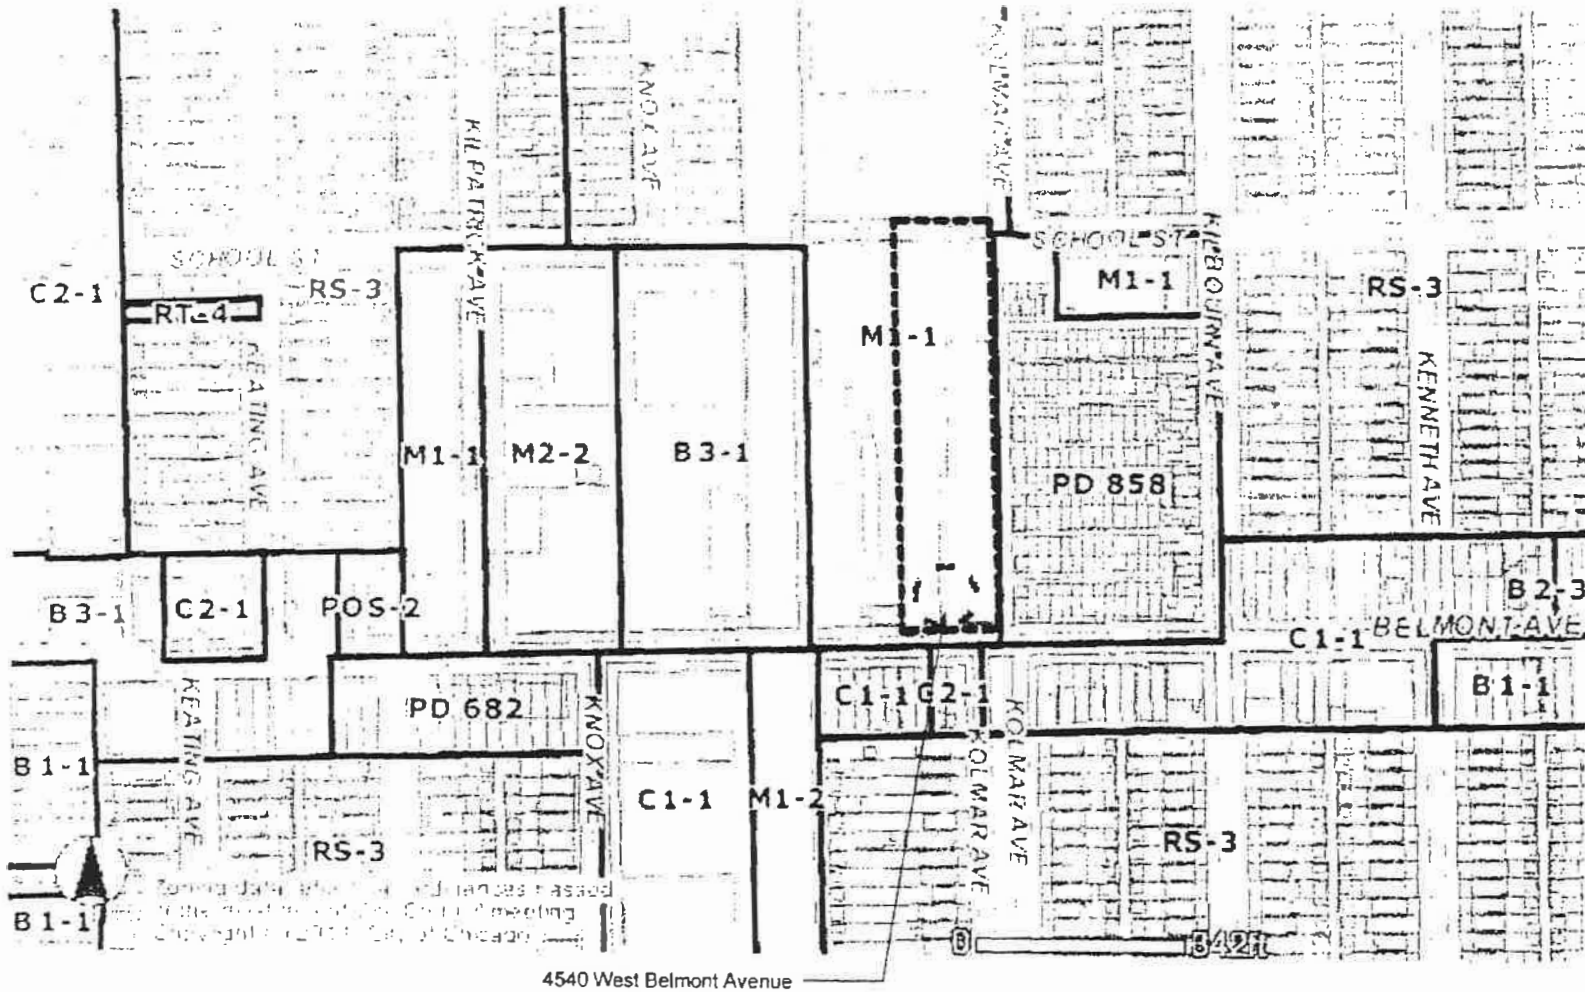 KNOX AVE
KOLMAR AVE
KILPATRICK AVE
SCHOOL ST
SCHOOL ST
KILBOURN AVE
C2-1
RT-4
RS-3
M1-1
RS-3
M1-1
KEATING AVE
KENNETH AVE
M1-1
M2-2
B3-1
PD 858
B3-1
C2-1
POS-2
B2-3
C1-1
BELMONT AVE
KEATING AVE
PD 682
KNOX AVE
C1-1
C2-1
KOLMAR AVE
KOLMAR AVE
B1-1
B1-1
C1-1
M1-2
RS-3
RS-3
B1-1
0
842ft
4540 West Belmont Avenue